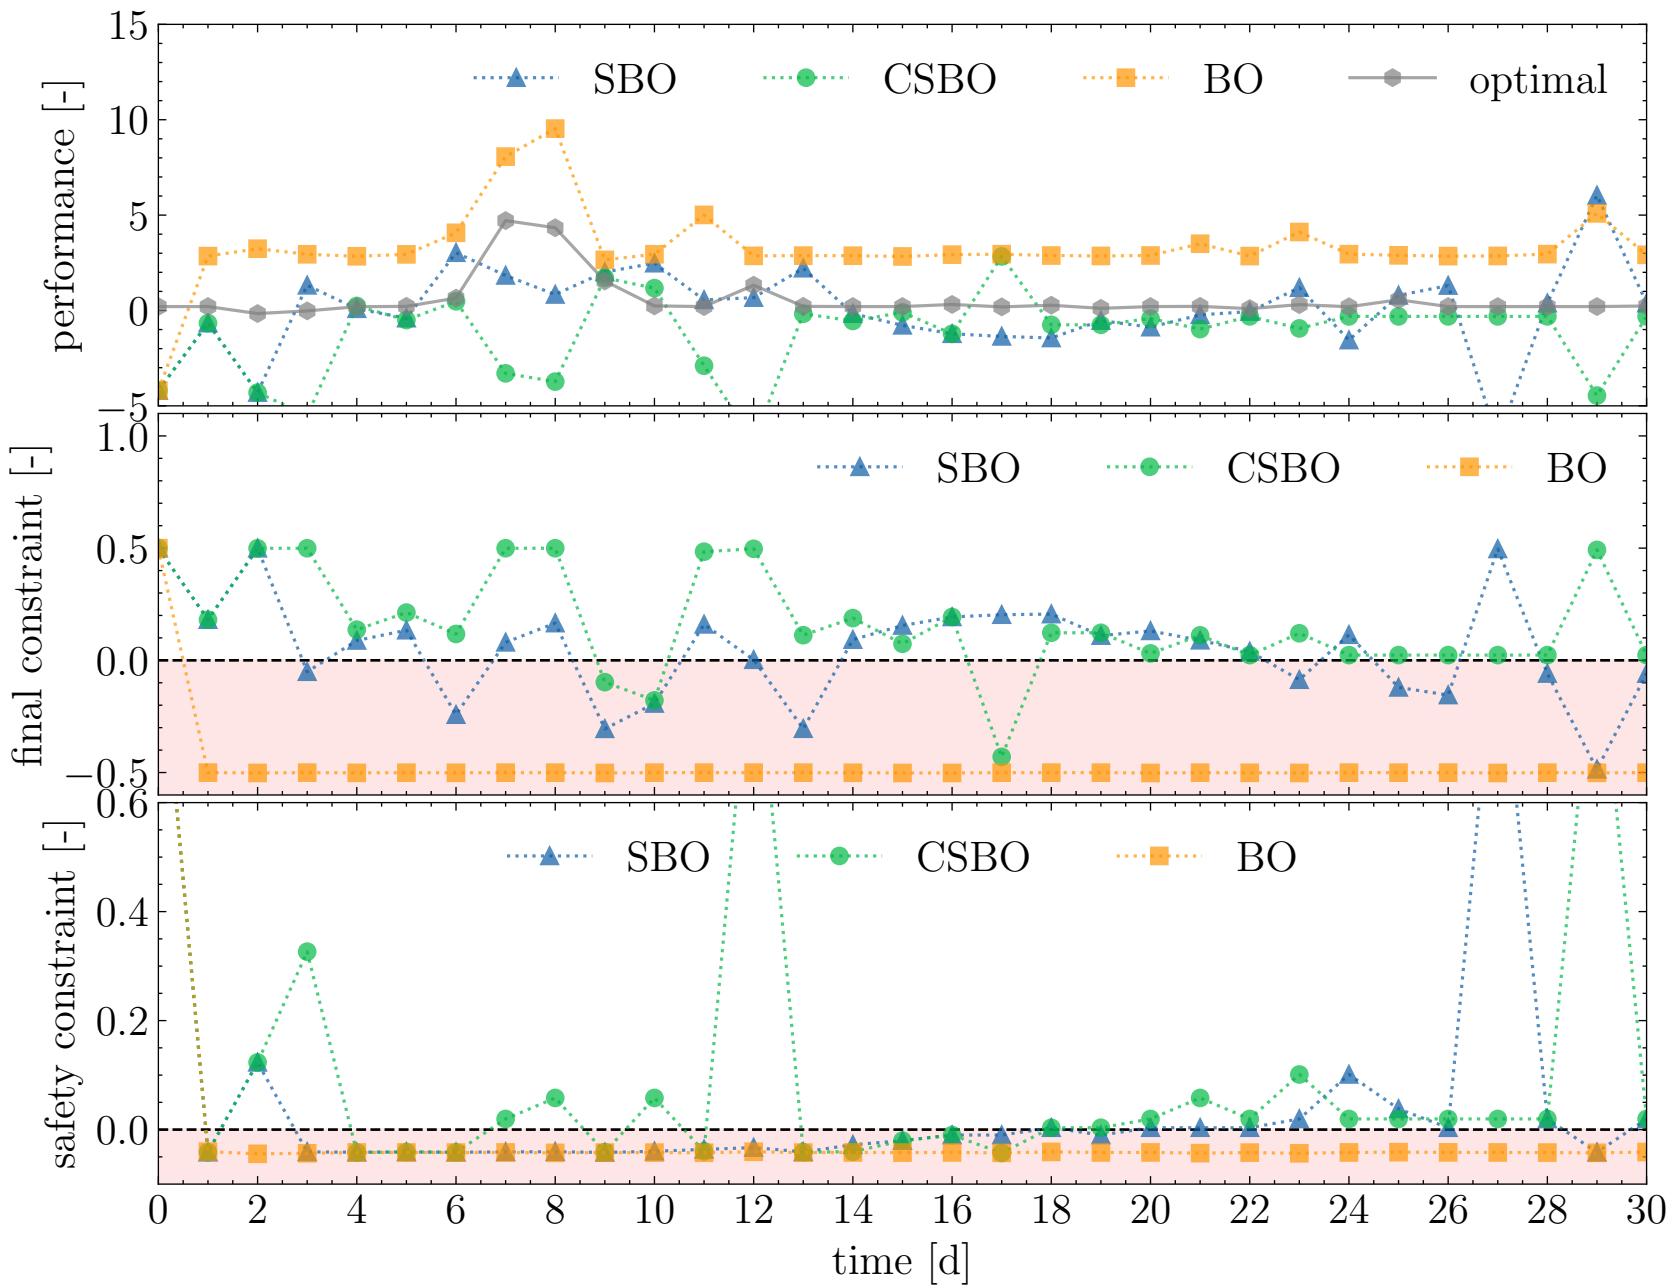 performance [-]
15
10
5
0
−5
SBO
CSBO
BO
optimal
final constraint [-]
1.0
0.5
0.0
−0.5
SBO
CSBO
BO
safety constraint [-]
0.6
0.4
0.2
0.0
SBO
CSBO
BO
0 2 4 6 8 10 12 14 16 18 20 22 24 26 28 30
time [d]